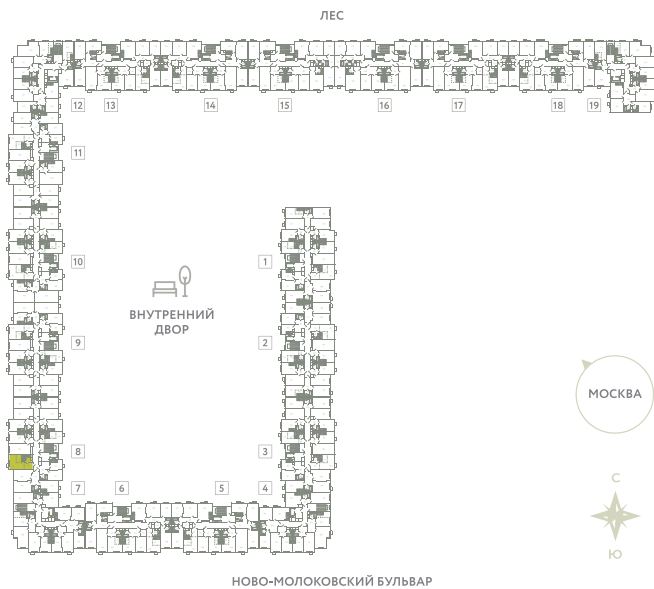 ЛЕС
12 13 14 15 16 17 18 19
11
10 1
ВНУТРЕННИЙ
ДВОР
9 2
МОСКВА
8 3
7 6 5 4
С
Ю
НОВО-МОЛОКОВСКИЙ БУЛЬВАР